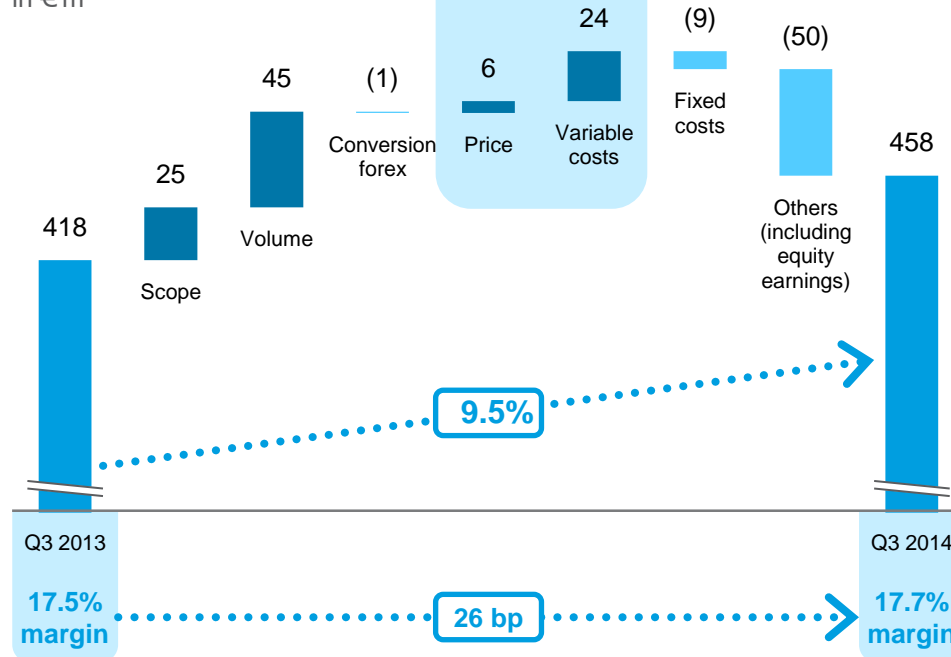 in € m
418
25
Scope
45
Volume
(1)
Conversion
forex
6
Price
24
Variable
costs
(9)
Fixed
costs
(50)
Others
(including
equity
earnings)
458
9.5%
Q3 2013
Q3 2014
17.5%
margin
26 bp
17.7%
margin